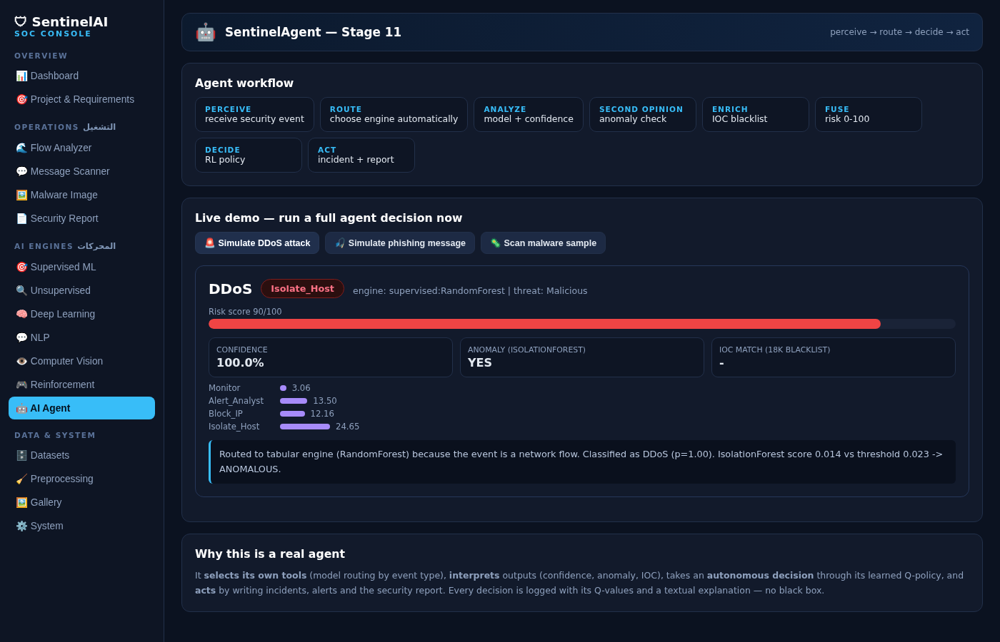 🛡 SentinelAI
SOC CONSOLE
OVERVIEW
📊 Dashboard
🎯 Project & Requirements
OPERATIONS التشغيل
🌊 Flow Analyzer
💬 Message Scanner
🖼️ Malware Image
📄 Security Report
AI ENGINES المحركات
🎯 Supervised ML
🔍 Unsupervised
🧠 Deep Learning
💬 NLP
👁️ Computer Vision
🎮 Reinforcement
🤖 AI Agent
DATA & SYSTEM
🗄️ Datasets
🧹 Preprocessing
🖼️ Gallery
⚙️ System
🤖 SentinelAgent — Stage 11
perceive → route → decide → act
Agent workflow
PERCEIVE
receive security event
ROUTE
choose engine automatically
ANALYZE
model + confidence
SECOND OPINION
anomaly check
ENRICH
IOC blacklist
FUSE
risk 0-100
DECIDE
RL policy
ACT
incident + report
Live demo — run a full agent decision now
🚨 Simulate DDoS attack
🎣 Simulate phishing message
🦠 Scan malware sample
DDoS Isolate_Host engine: supervised:RandomForest | threat: Malicious
Risk score 90/100
CONFIDENCE
100.0%
ANOMALY (ISOLATIONFOREST)
YES
IOC MATCH (18K BLACKLIST)
-
Monitor 3.06
Alert_Analyst 13.50
Block_IP 12.16
Isolate_Host 24.65
Routed to tabular engine (RandomForest) because the event is a network flow. Classified as DDoS (p=1.00). IsolationForest score 0.014 vs threshold 0.023 ->
ANOMALOUS.
Why this is a real agent
It selects its own tools (model routing by event type), interprets outputs (confidence, anomaly, IOC), takes an autonomous decision through its learned Q-policy, and
acts by writing incidents, alerts and the security report. Every decision is logged with its Q-values and a textual explanation — no black box.